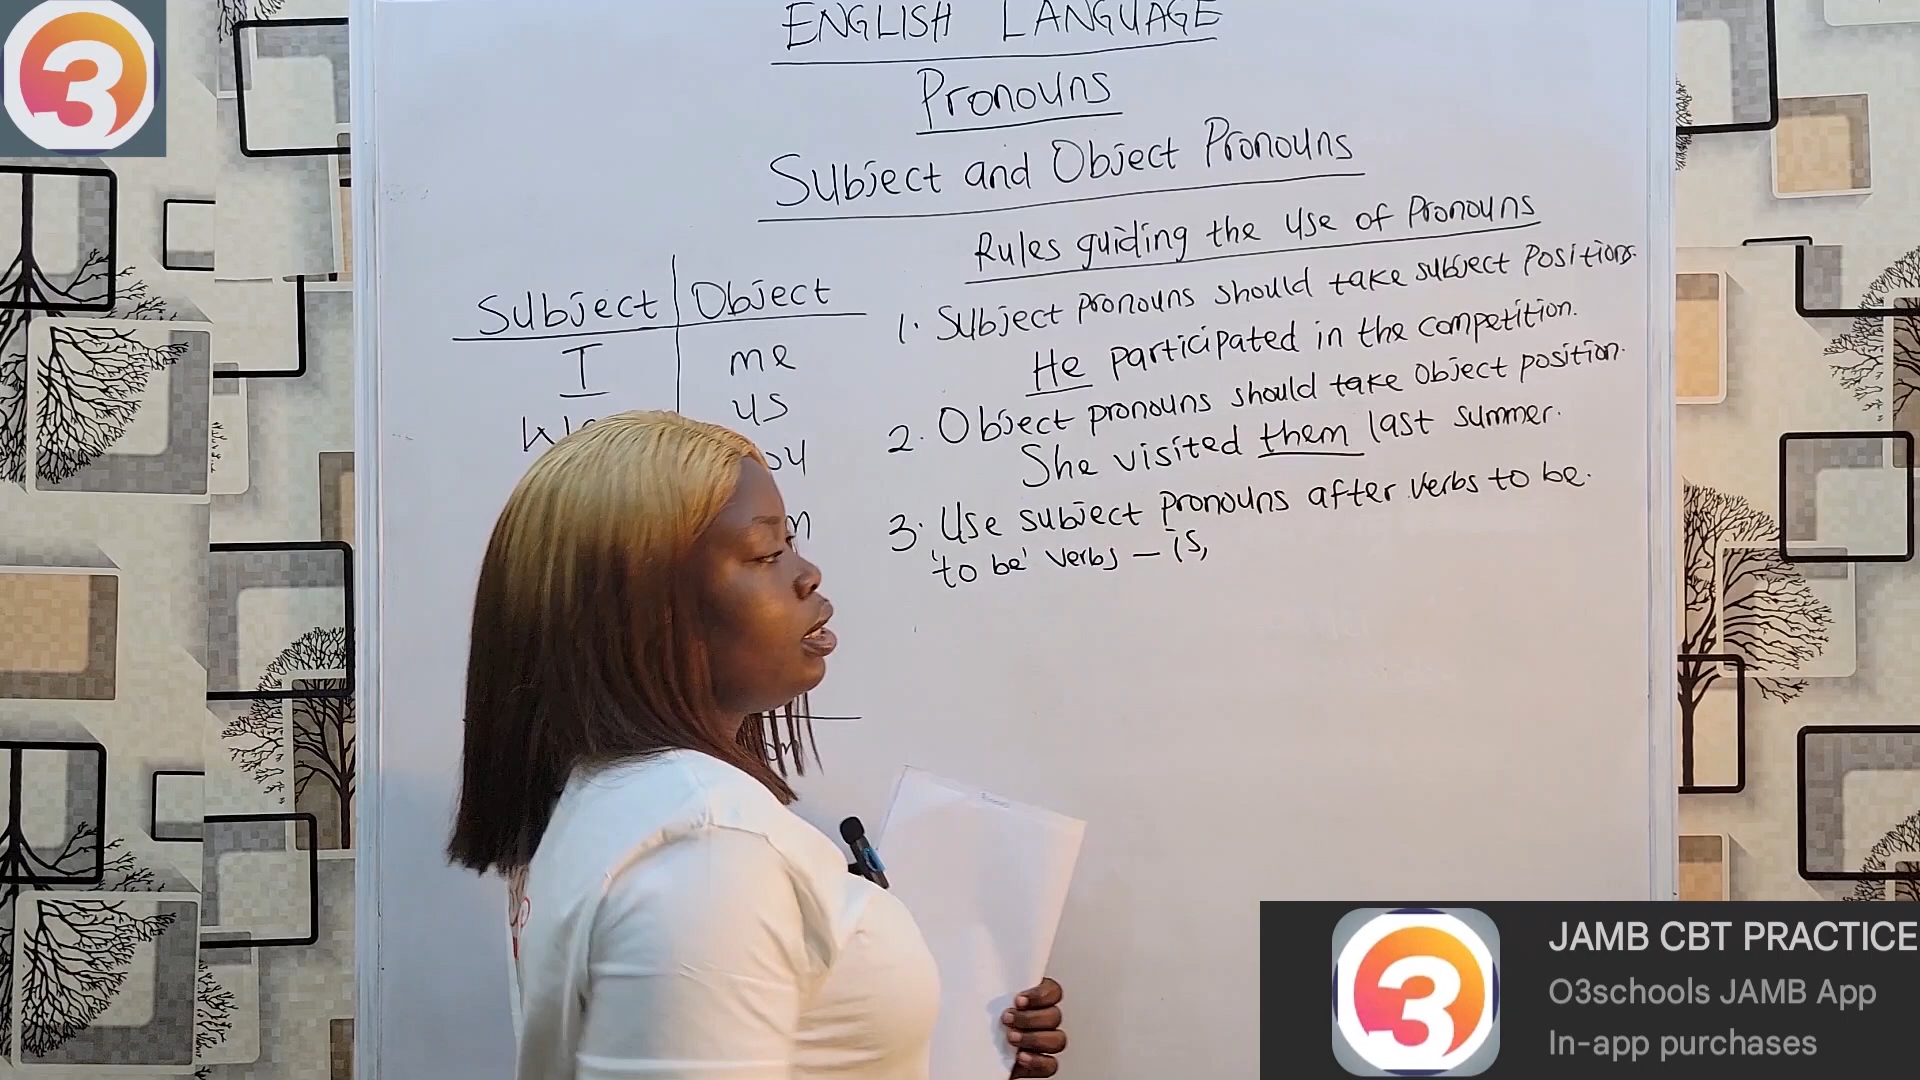 ENGLISH LANGUAGE
Pronouns
Subject and Object Pronouns
Subject Object
I me
us
Rules guiding the use of Pronouns
1. Subject pronouns should take subject positions.
He participated in the competition.
2. Object pronouns should take object position.
She visited them last summer.
3. Use subject pronouns after verbs to be.
'to be' verbs – is,
3
3
JAMB CBT PRACTICE
O3schools JAMB App
In-app purchases